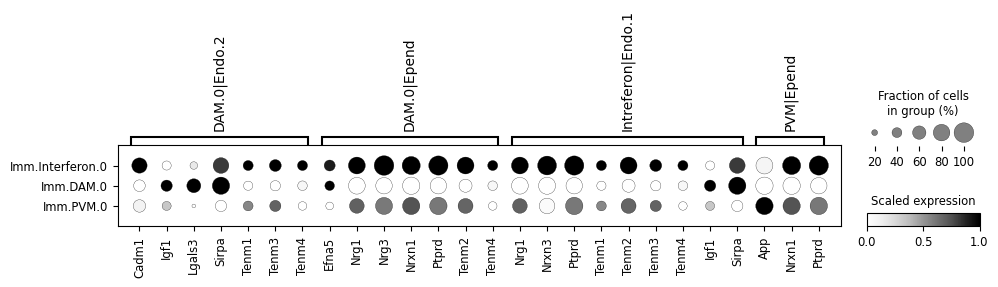 DAM.0|Endo.2
DAM.0|Epend
Intreferon|Endo.1
PVM|Epend
Imm.Interferon.0
Imm.DAM.0
Imm.PVM.0
Cadm1
Igf1
Lgals3
Sirpa
Tenm1
Tenm3
Tenm4
Efna5
Nrg1
Nrg3
Nrxn1
Ptprd
Tenm2
Tenm4
Nrg1
Nrxn3
Ptprd
Tenm1
Tenm2
Tenm3
Tenm4
Igf1
Sirpa
App
Nrxn1
Ptprd
Fraction of cells
in group (%)
20 40 60 80 100
Scaled expression
0.0 0.5 1.0